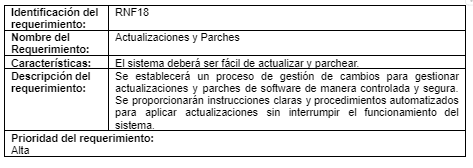 Identificación del requerimiento: RNF18
Nombre del Requerimiento: Actualizaciones y Parches
Características: El sistema deberá ser fácil de actualizar y parchear.
Descripción del requerimiento: Se establecerá un proceso de gestión de cambios para gestionar
actualizaciones y parches de software de manera controlada y segura.
Se proporcionarán instrucciones claras y procedimientos automatizados
para aplicar actualizaciones sin interrumpir el funcionamiento del
sistema.
Prioridad del requerimiento:
Alta